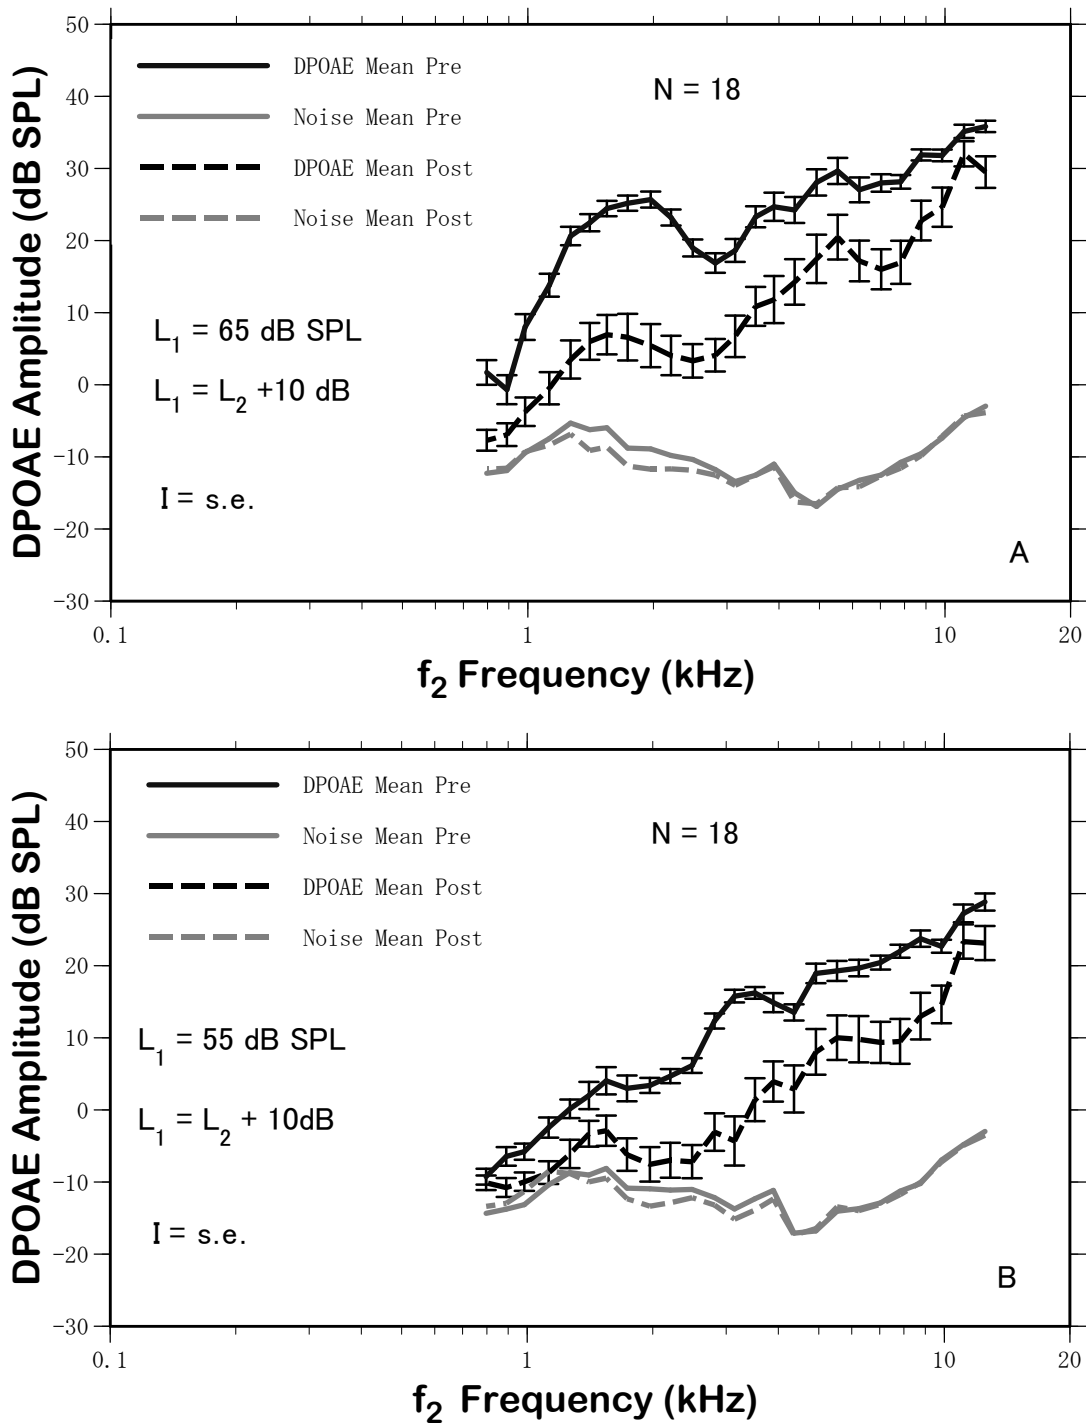 50
40
30
20
10
0
-10
-20
-30
DPOAE Amplitude (dB SPL)
DPOAE Mean Pre
Noise Mean Pre
DPOAE Mean Post
Noise Mean Post
N = 18
L1 = 65 dB SPL
L1 = L2 +10 dB
I = s.e.
A
0.1 1 10 20
f2 Frequency (kHz)
50
40
30
20
10
0
-10
-20
-30
DPOAE Amplitude (dB SPL)
DPOAE Mean Pre
Noise Mean Pre
DPOAE Mean Post
Noise Mean Post
N = 18
L1 = 55 dB SPL
L1 = L2 + 10dB
I = s.e.
B
0.1 1 10 20
f2 Frequency (kHz)